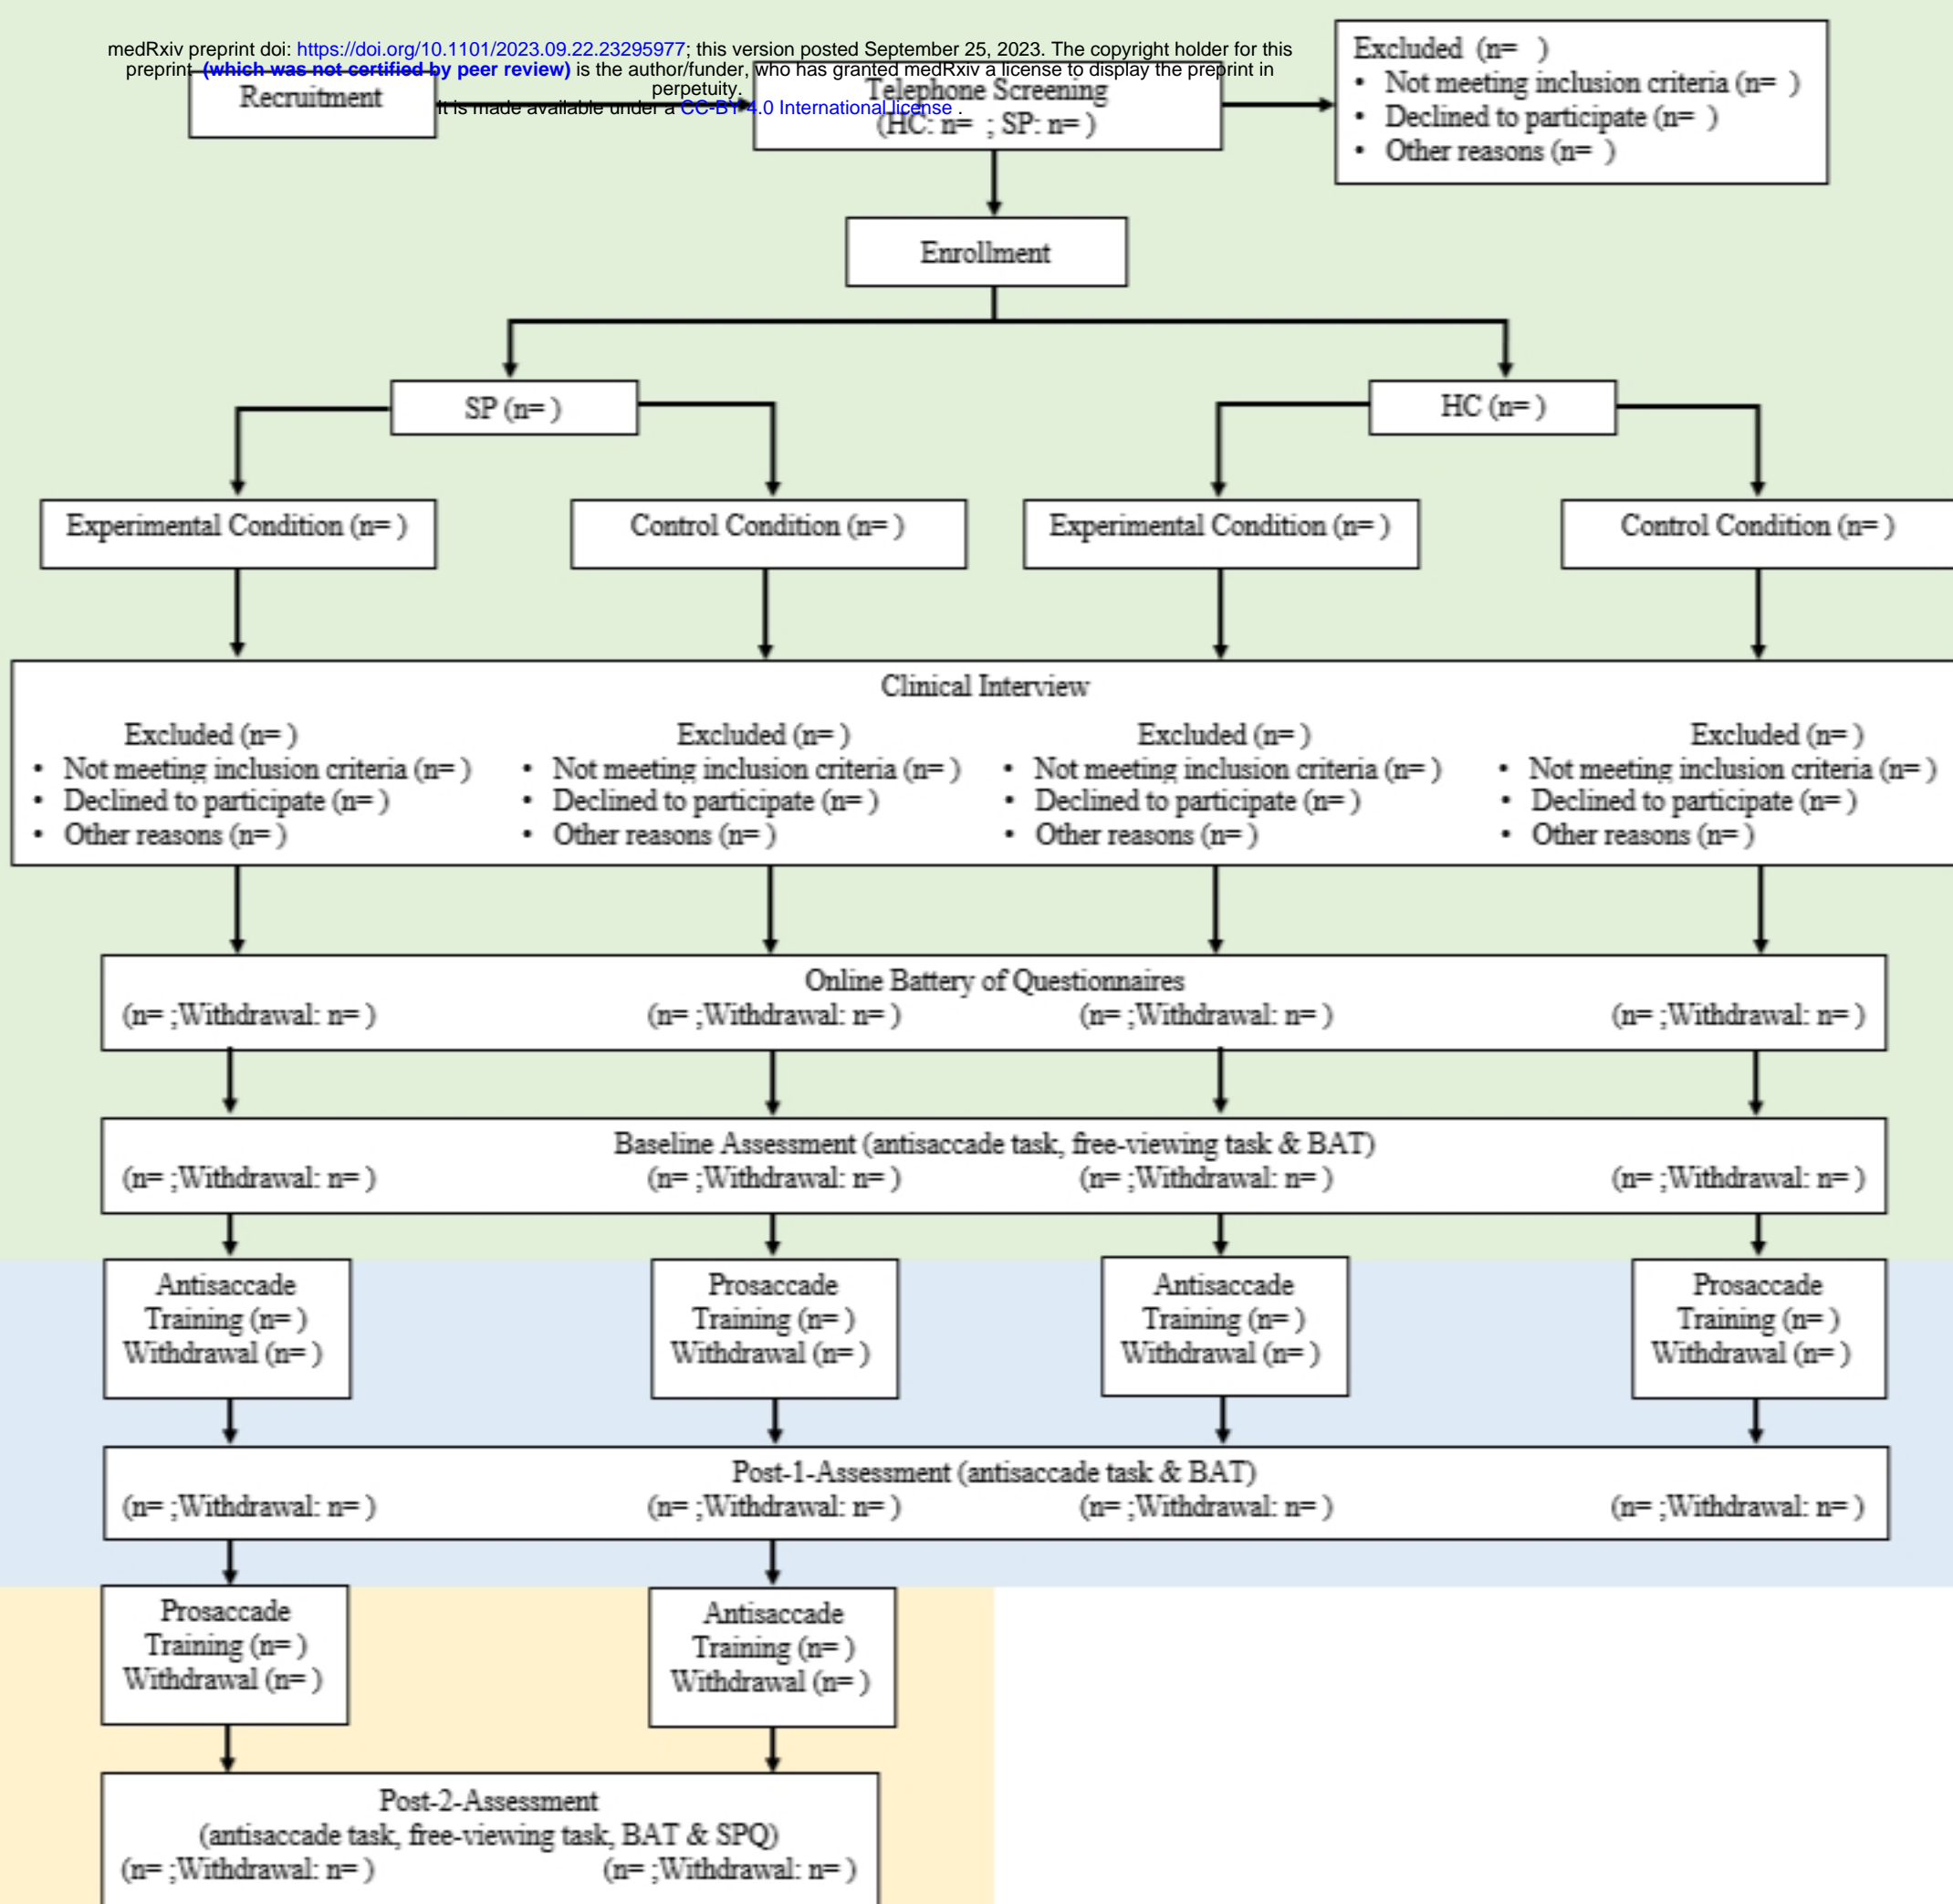 medRxiv preprint doi: https://doi.org/10.1101/2023.09.22.23295977; this version posted September 25, 2023. The copyright holder for this
preprint (which was not certified by peer review) is the author/funder, who has granted medRxiv a license to display the preprint in
perpetuity.
It is made available under a CC-BY 4.0 International license .
Recruitment
Telephone Screening
(HC: n= ; SP: n= )
Excluded (n= )
• Not meeting inclusion criteria (n= )
• Declined to participate (n= )
• Other reasons (n= )
Enrollment
SP (n= )
HC (n= )
Experimental Condition (n= )
Control Condition (n= )
Experimental Condition (n= )
Control Condition (n= )
Clinical Interview
Excluded (n= )
• Not meeting inclusion criteria (n= )
• Declined to participate (n= )
• Other reasons (n= )
Excluded (n= )
• Not meeting inclusion criteria (n= )
• Declined to participate (n= )
• Other reasons (n= )
Excluded (n= )
• Not meeting inclusion criteria (n= )
• Declined to participate (n= )
• Other reasons (n= )
Excluded (n= )
• Not meeting inclusion criteria (n= )
• Declined to participate (n= )
• Other reasons (n= )
Online Battery of Questionnaires
(n= ;Withdrawal: n= ) (n= ;Withdrawal: n= ) (n= ;Withdrawal: n= ) (n= ;Withdrawal: n= )
Baseline Assessment (antisaccade task, free-viewing task & BAT)
(n= ;Withdrawal: n= ) (n= ;Withdrawal: n= ) (n= ;Withdrawal: n= ) (n= ;Withdrawal: n= )
Antisaccade
Training (n= )
Withdrawal (n= )
Prosaccade
Training (n= )
Withdrawal (n= )
Antisaccade
Training (n= )
Withdrawal (n= )
Prosaccade
Training (n= )
Withdrawal (n= )
Post-1-Assessment (antisaccade task & BAT)
(n= ;Withdrawal: n= ) (n= ;Withdrawal: n= ) (n= ;Withdrawal: n= ) (n= ;Withdrawal: n= )
Prosaccade
Training (n= )
Withdrawal (n= )
Antisaccade
Training (n= )
Withdrawal (n= )
Post-2-Assessment
(antisaccade task, free-viewing task, BAT & SPQ)
(n= ;Withdrawal: n= ) (n= ;Withdrawal: n= )